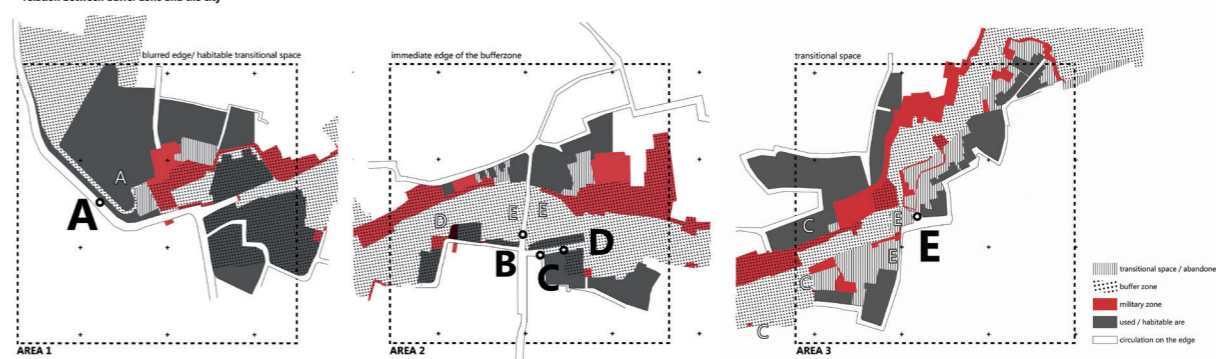 blurred edge/ habitable transitional space
A
A
AREA 1
immediate edge of the bufferzone
D
E
E
B
C
D
AREA 2
transitional space
C
E
E
E
C
C
AREA 3
transitional space / abandone
buffer zone
military zone
used / habitable are
circulation on the edge